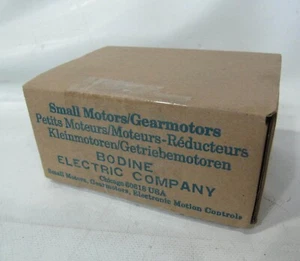 Small Motors/Gearmotors
Petits Moteurs/Moteurs-Réducteurs
Kleinmotoren/Getriebemotoren
BODINE
ELECTRIC COMPANY
Chicago 60618 USA
Small Motors, Gearmotors, Electronic Motion Controls